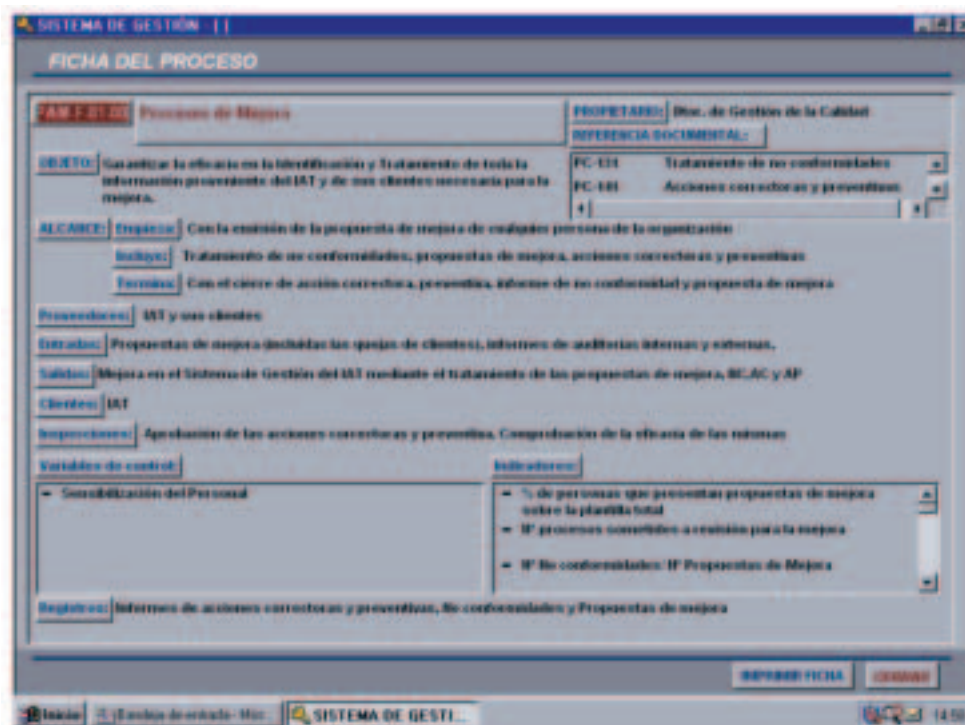 SISTEMA DE GESTIÓN - [ ]
FICHA DEL PROCESO
Procesos de Mejora
PROPIETARIO: Dtor. de Gestión de la Calidad
REFERENCIA DOCUMENTAL:
OBJETO: Garantizar la eficacia en la Identificación y Tratamiento de toda la
información proveniente del IAT y de sus clientes necesaria para la
mejora.
PC-131 Tratamiento de no conformidades
Acciones correctoras y preventivas
ALCANCE: Empieza: Con la emisión de la propuesta de mejora de cualquier persona de la organización
Incluye: Tratamiento de no conformidades, propuestas de mejora, acciones correctoras y preventivas
Termina: Con el cierre de acción correctora, preventiva, informe de no conformidad y propuesta de mejora
Proveedores: IAT y sus clientes
Entradas: Propuestas de mejora (incluidas las quejas de clientes), informes de auditorías internas y externas.
Salidas: Mejora en el Sistema de Gestión del IAT mediante el tratamiento de las propuestas de mejora, NC,AC y AP
Clientes: IAT
Inspecciones: Aprobación de las acciones correctoras y preventiva, Comprobación de la eficacia de las mismas
Variables de control:
- Sensibilización del Personal
Indicadores:
- % de personas que presentan propuestas de mejora
sobre la plantilla total
- Nº procesos sometidos a revisión para la mejora
- Nº No conformidades/ Nº Propuestas de Mejora
Registros: Informes de acciones correctoras y preventivas, No conformidades y Propuestas de mejora
IMPRIMIR FICHA CERRAR
Inicio Bandeja de entrada - SISTEMA DE GESTI...